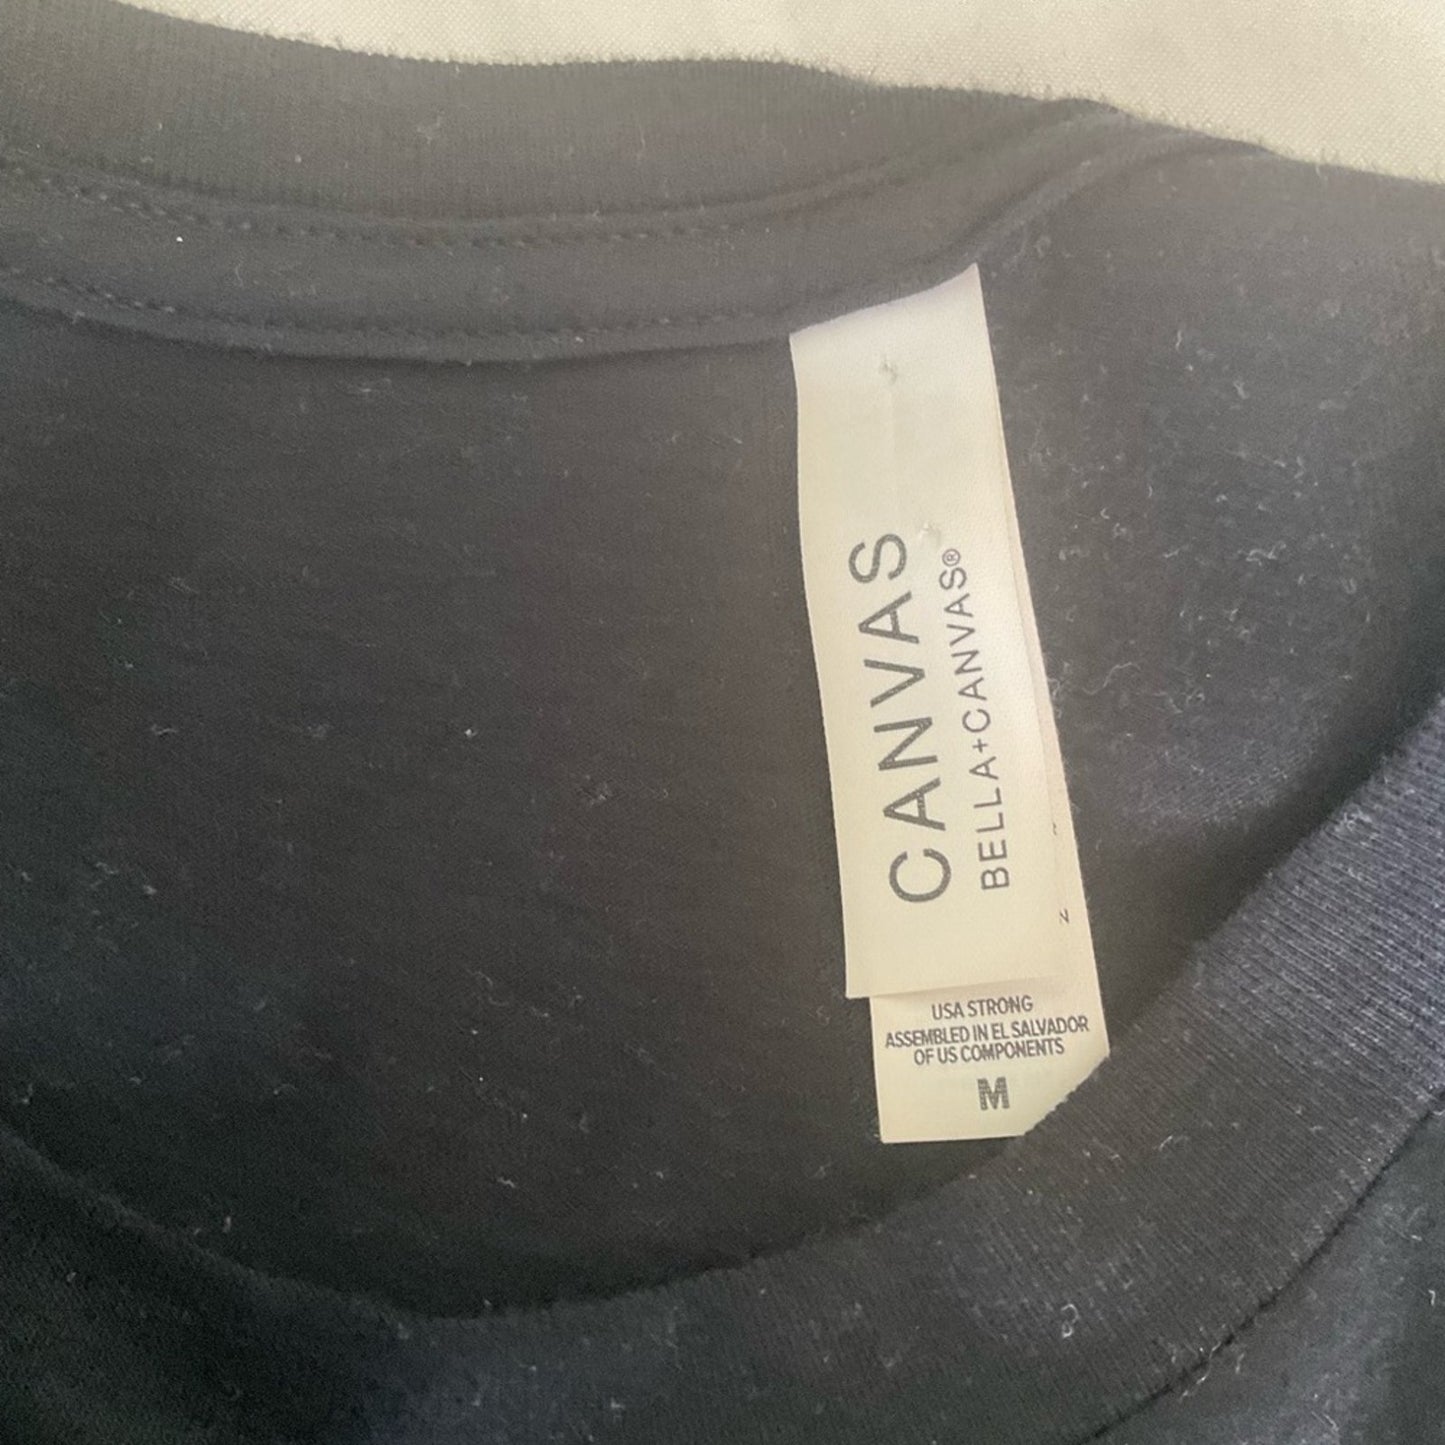 CANVAS
BELLA+CANVAS®
USA STRONG
ASSEMBLED IN EL SALVADOR
OF US COMPONENTS
M